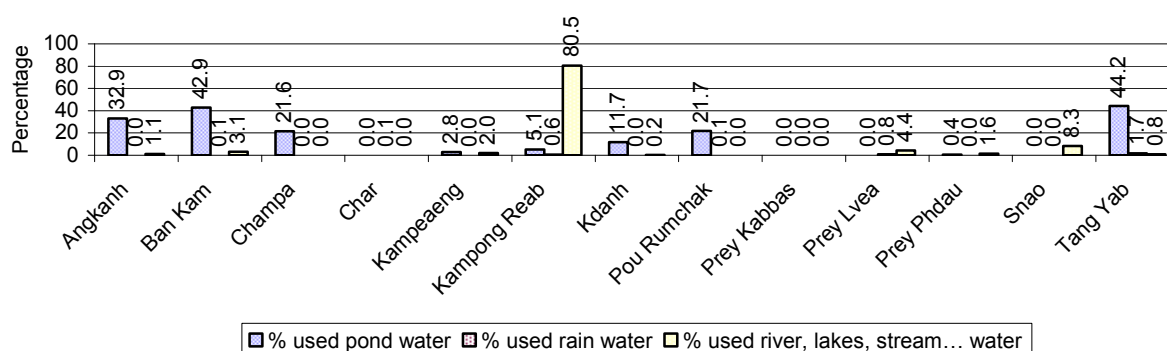 Percentage
100
80
60
40
20
0
32.9 0.0 1.1
42.9 0.1 3.1
21.6 0.0 0.0
0.0 0.1 0.0
2.8 0.0 2.0
5.1 0.6 80.5
11.7 0.0 0.2
21.7 0.1 0.0
0.0 0.0 0.0
0.0 0.8 4.4
0.4 0.0 1.6
0.0 0.0 8.3
44.2 1.7 0.8
Angkanh
Ban Kam
Champa
Char
Kampeaeng
Kampong Reab
Kdanh
Pou Rumchak
Prey Kabbas
Prey Lvea
Prey Phdau
Snao
Tang Yab
% used pond water % used rain water % used river, lakes, stream… water